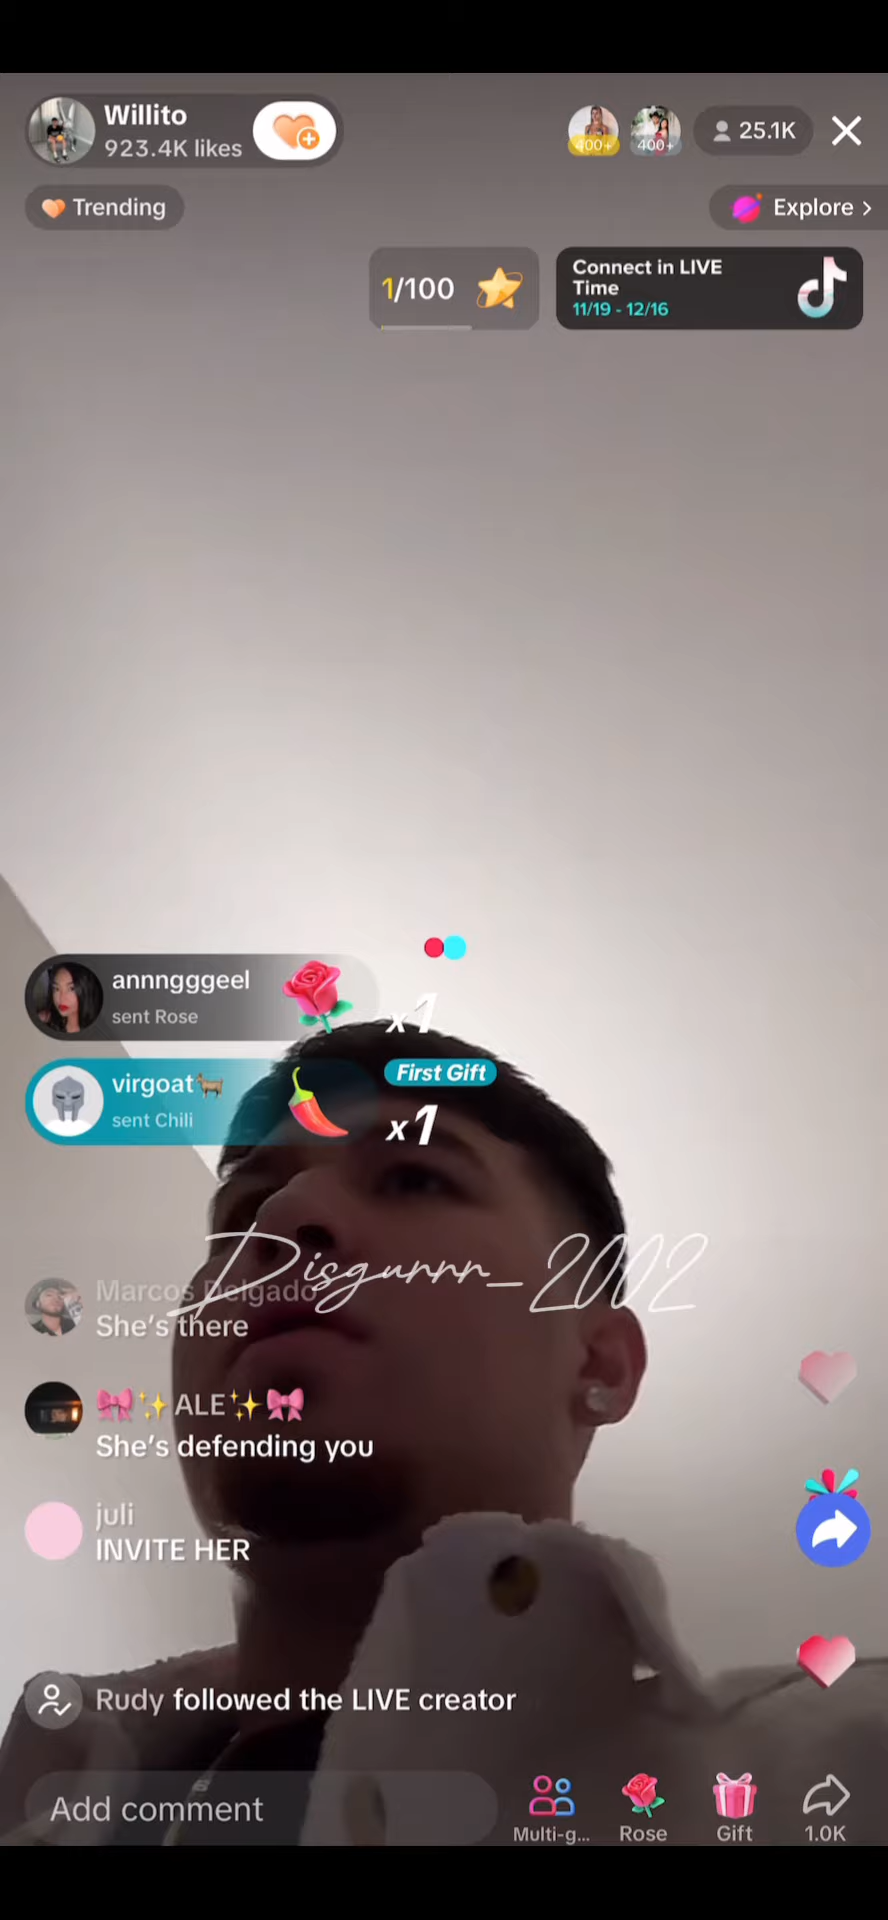 Willito
923.4K likes
400+
400+
25.1K
Trending
Explore >
1/100
Connect in LIVE
Time
11/19 - 12/16
annngggeel
sent Rose
x1
First Gift
virgoat🐐
sent Chili
x1
Disgurrr_2002
Marcos Delgado
She's there
🎀✨ALE✨🎀
She's defending you
juli
INVITE HER
Rudy followed the LIVE creator
Add comment
Multi-g...
Rose
Gift
1.0K